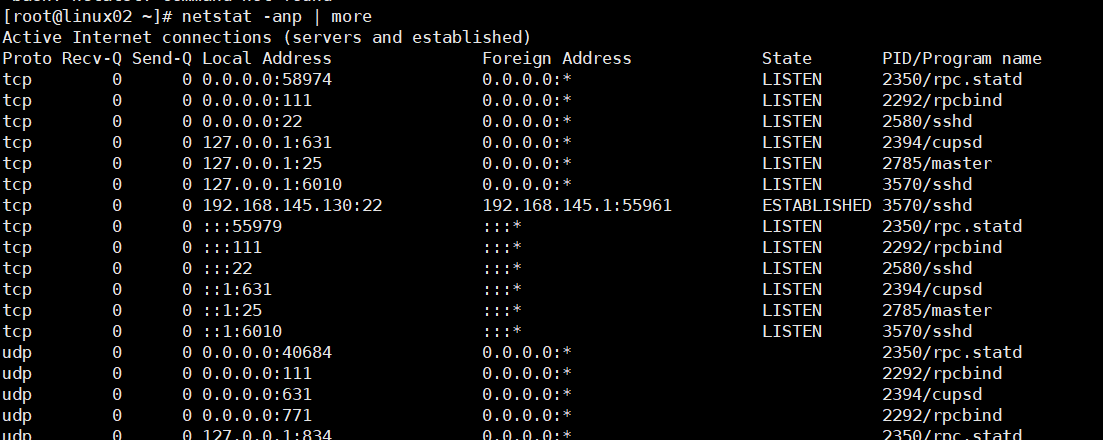 [root@linux02 ~]# netstat -anp | more
Active Internet connections (servers and established)
Proto Recv-Q Send-Q Local Address               Foreign Address             State       PID/Program name
tcp        0      0 0.0.0.0:58974               0.0.0.0:*                   LISTEN      2350/rpc.statd
tcp        0      0 0.0.0.0:111                 0.0.0.0:*                   LISTEN      2292/rpcbind
tcp        0      0 0.0.0.0:22                  0.0.0.0:*                   LISTEN      2580/sshd
tcp        0      0 127.0.0.1:631               0.0.0.0:*                   LISTEN      2394/cupsd
tcp        0      0 127.0.0.1:25                0.0.0.0:*                   LISTEN      2785/master
tcp        0      0 127.0.0.1:6010              0.0.0.0:*                   LISTEN      3570/sshd
tcp        0      0 192.168.145.130:22          192.168.145.1:55961         ESTABLISHED 3570/sshd
tcp        0      0 :::55979                    :::*                        LISTEN      2350/rpc.statd
tcp        0      0 :::111                      :::*                        LISTEN      2292/rpcbind
tcp        0      0 :::22                       :::*                        LISTEN      2580/sshd
tcp        0      0 ::1:631                     :::*                        LISTEN      2394/cupsd
tcp        0      0 ::1:25                      :::*                        LISTEN      2785/master
tcp        0      0 ::1:6010                    :::*                        LISTEN      3570/sshd
udp        0      0 0.0.0.0:40684               0.0.0.0:*                               2350/rpc.statd
udp        0      0 0.0.0.0:111                 0.0.0.0:*                               2292/rpcbind
udp        0      0 0.0.0.0:631                 0.0.0.0:*                               2394/cupsd
udp        0      0 0.0.0.0:771                 0.0.0.0:*                               2292/rpcbind
udp        0      0 127.0.0.1:834               0.0.0.0:*                               2350/rpc.statd